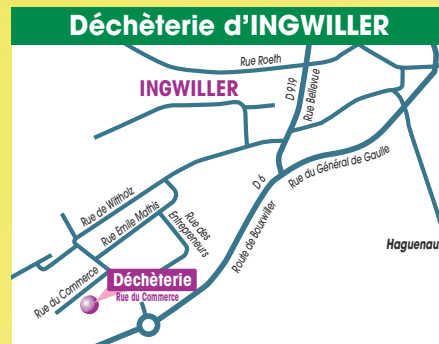 Déchèterie d'INGWILLER
Rue Roeth
INGWILLER
D 919
Rue Bellevue
Rue du Général de Gaulle
D 6
Rue de Wittholz
Rue Emile Mathis
Rue des
Entrepreneurs
Route de Bouxwiller
Haguenau
Rue du Commerce
Déchèterie
Rue du Commerce